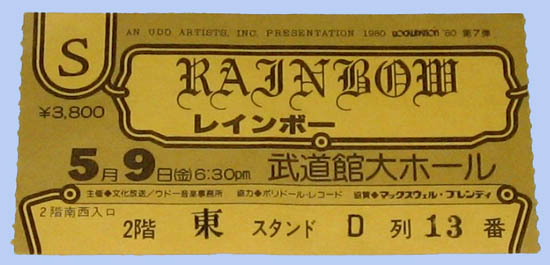 AN UDO ARTISTS, INC. PRESENTATION 1980 ROCKUPATION '80 第7弾
S
RAINBOW
¥3,800
レインボー
5月9日(金)6:30pm 武道館大ホール
主催◆文化放送/ウドー音楽事務所 協力◆ポリドール・レコード 協賛◆マックスウェル・ブレンディ
2階南西入口
2階 東 スタンド D 列 13 番